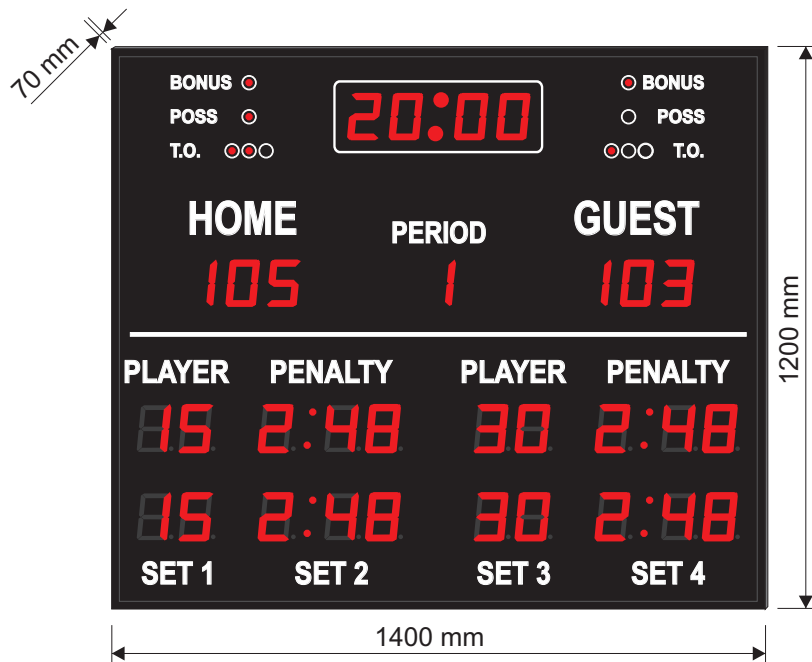 70 mm
BONUS 20:00 BONUS
POSS POSS
T.O. T.O.
HOME PERIOD GUEST
105 1 103
1200 mm
PLAYER PENALTY PLAYER PENALTY
15 2:48 30 2:48
15 2:48 30 2:48
SET 1 SET 2 SET 3 SET 4
1400 mm